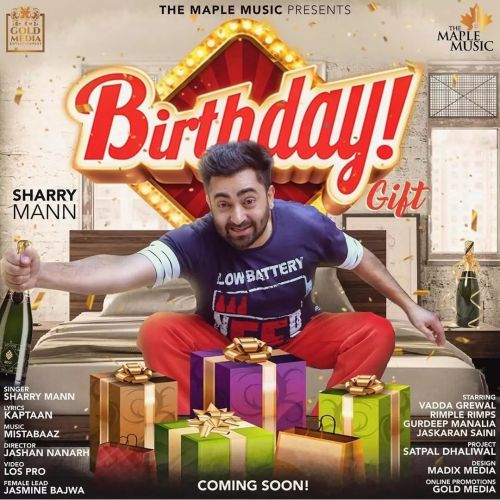 THE MAPLE MUSIC PRESENTS
GOLD
MEDIA
ENTERTAINMENT
THE
MAPLE
MUSIC
Birthday!
Gift
SHARRY
MANN
LOW BATTERY
SINGER
SHARRY MANN
LYRICS
KAPTAAN
MUSIC
MISTABAAZ
DIRECTOR
JASHAN NANARH
VIDEO
LOS PRO
FEMALE LEAD
JASMINE BAJWA
STARRING
VADDA GREWAL
RIMPLE RIMPS
GURDEEP MANALIA
JASKARAN SAINI
PROJECT
SATPAL DHALIWAL
DESIGN
MADIX MEDIA
ONLINE PROMOTIONS
GOLD MEDIA
COMING SOON!